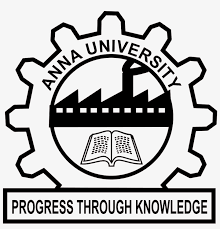 ANNA UNIVERSITY
PROGRESS THROUGH KNOWLEDGE